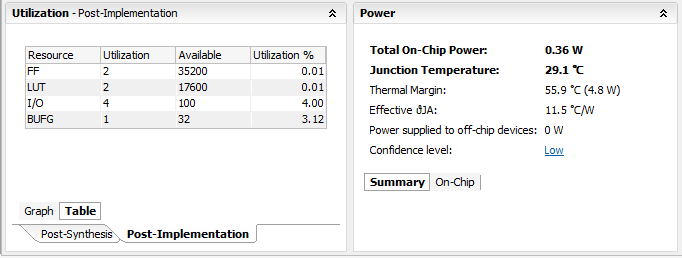 Utilization - Post-Implementation
Resource Utilization Available Utilization %
FF 2 35200 0.01
LUT 2 17600 0.01
I/O 4 100 4.00
BUFG 1 32 3.12
Graph Table
Post-Synthesis Post-Implementation
Power
Total On-Chip Power: 0.36 W
Junction Temperature: 29.1 °C
Thermal Margin: 55.9 °C (4.8 W)
Effective ϑJA: 11.5 °C/W
Power supplied to off-chip devices: 0 W
Confidence level: Low
Summary On-Chip